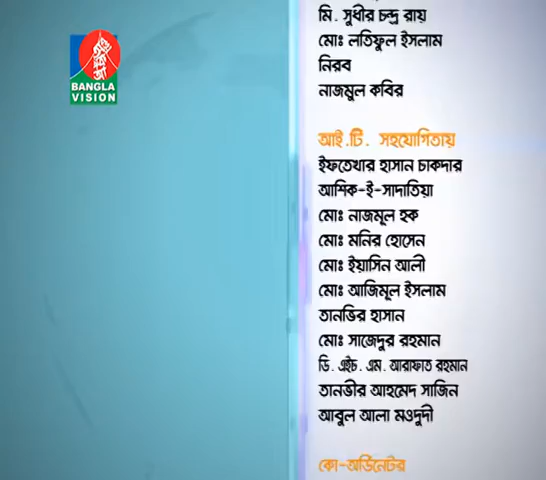 BANGLA
VISION
মি. সুধীর চন্দ্র রায়
মোঃ লতিফুল ইসলাম
নিরব
নাজমুল কবির
আই.টি. সহযোগিতায়
ইফতেখার হাসান চাকদার
আশিক-ই-সাদাতিয়া
মোঃ নাজমূল হক
মোঃ মনির হোসেন
মোঃ ইয়াসিন আলী
মোঃ আজিমূল ইসলাম
তানভির হাসান
মোঃ সাজেদুর রহমান
ডি. এইচ. এম. আরাফাত রহমান
তানভীর আহমেদ সাজিন
আবুল আলা মওদুদী
কো-অর্ডিনেটর